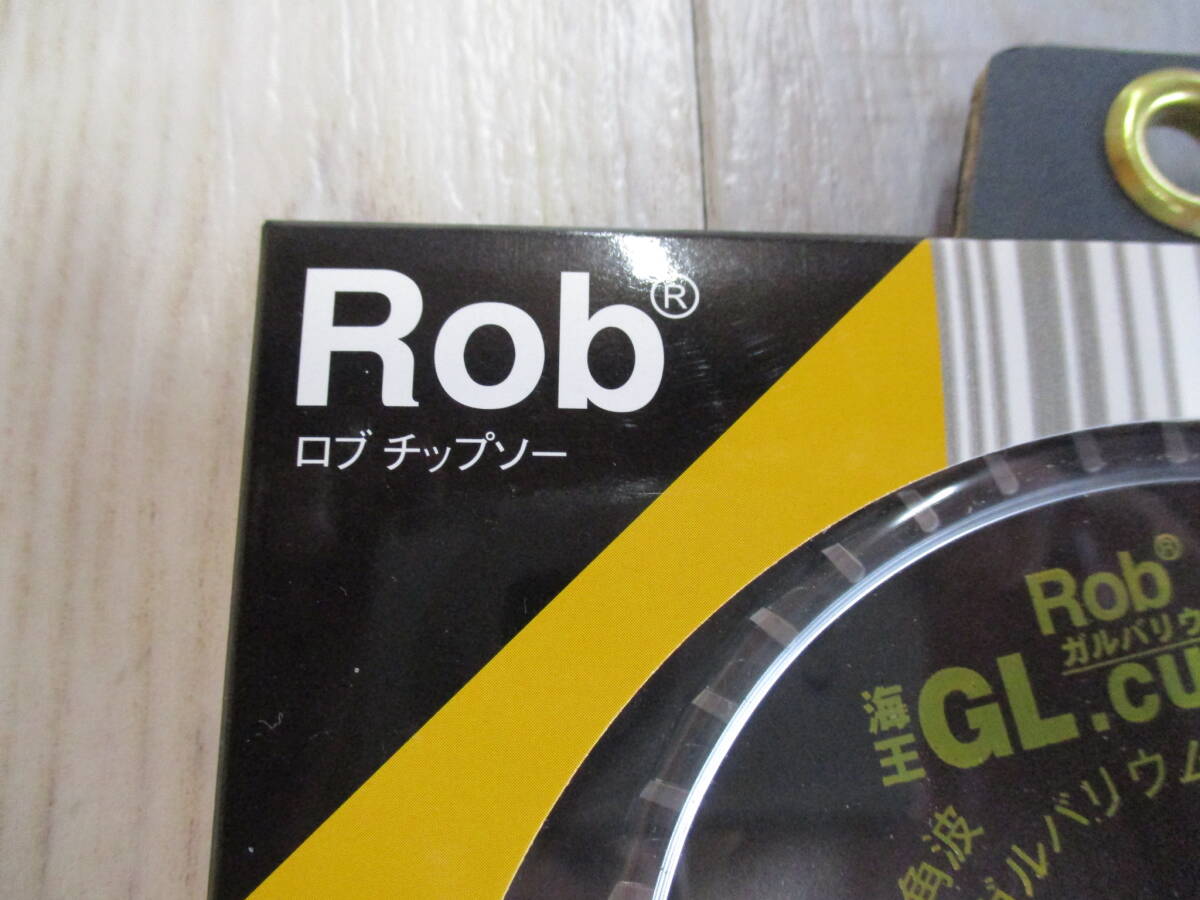 Rob®
ロブ チップソー
Rob®
ガルバリウ
海王 GL.cu
角波
ガルバリウム